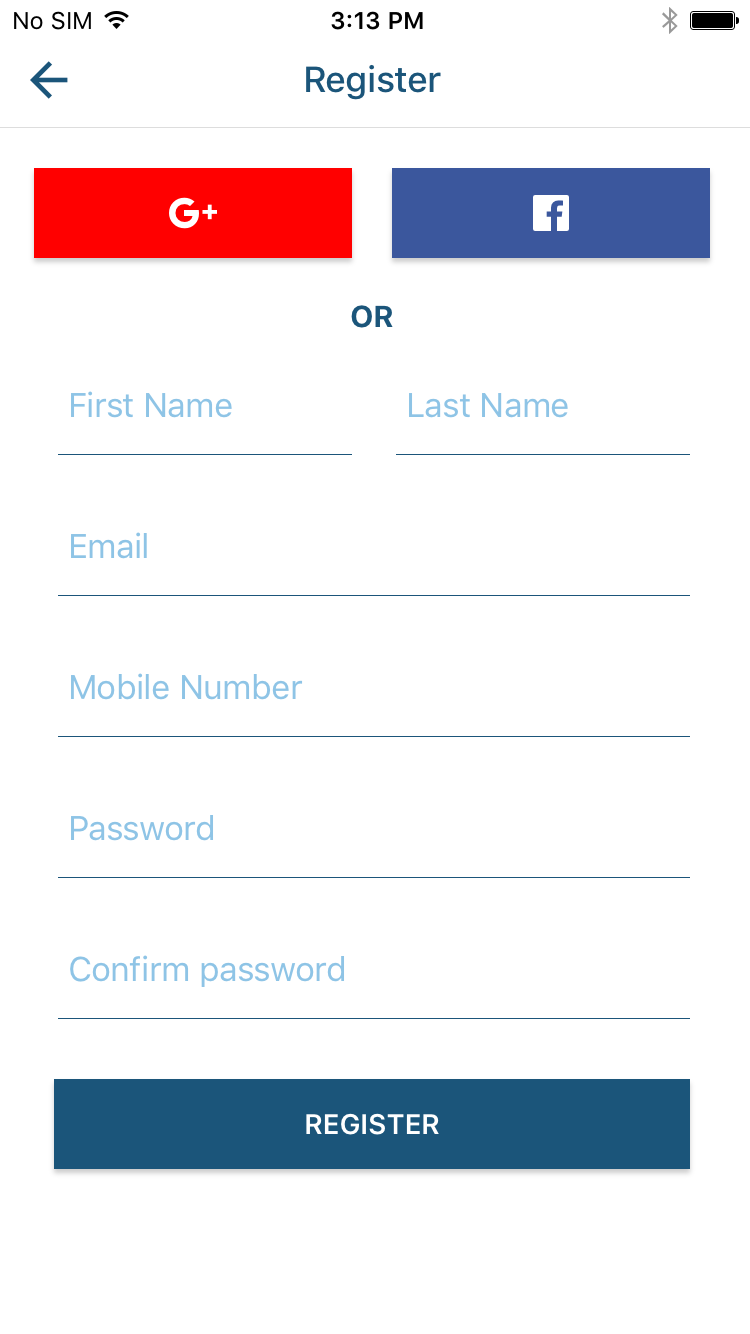 No SIM 3:13 PM
Register
G+ f
OR
First Name Last Name
Email
Mobile Number
Password
Confirm password
REGISTER